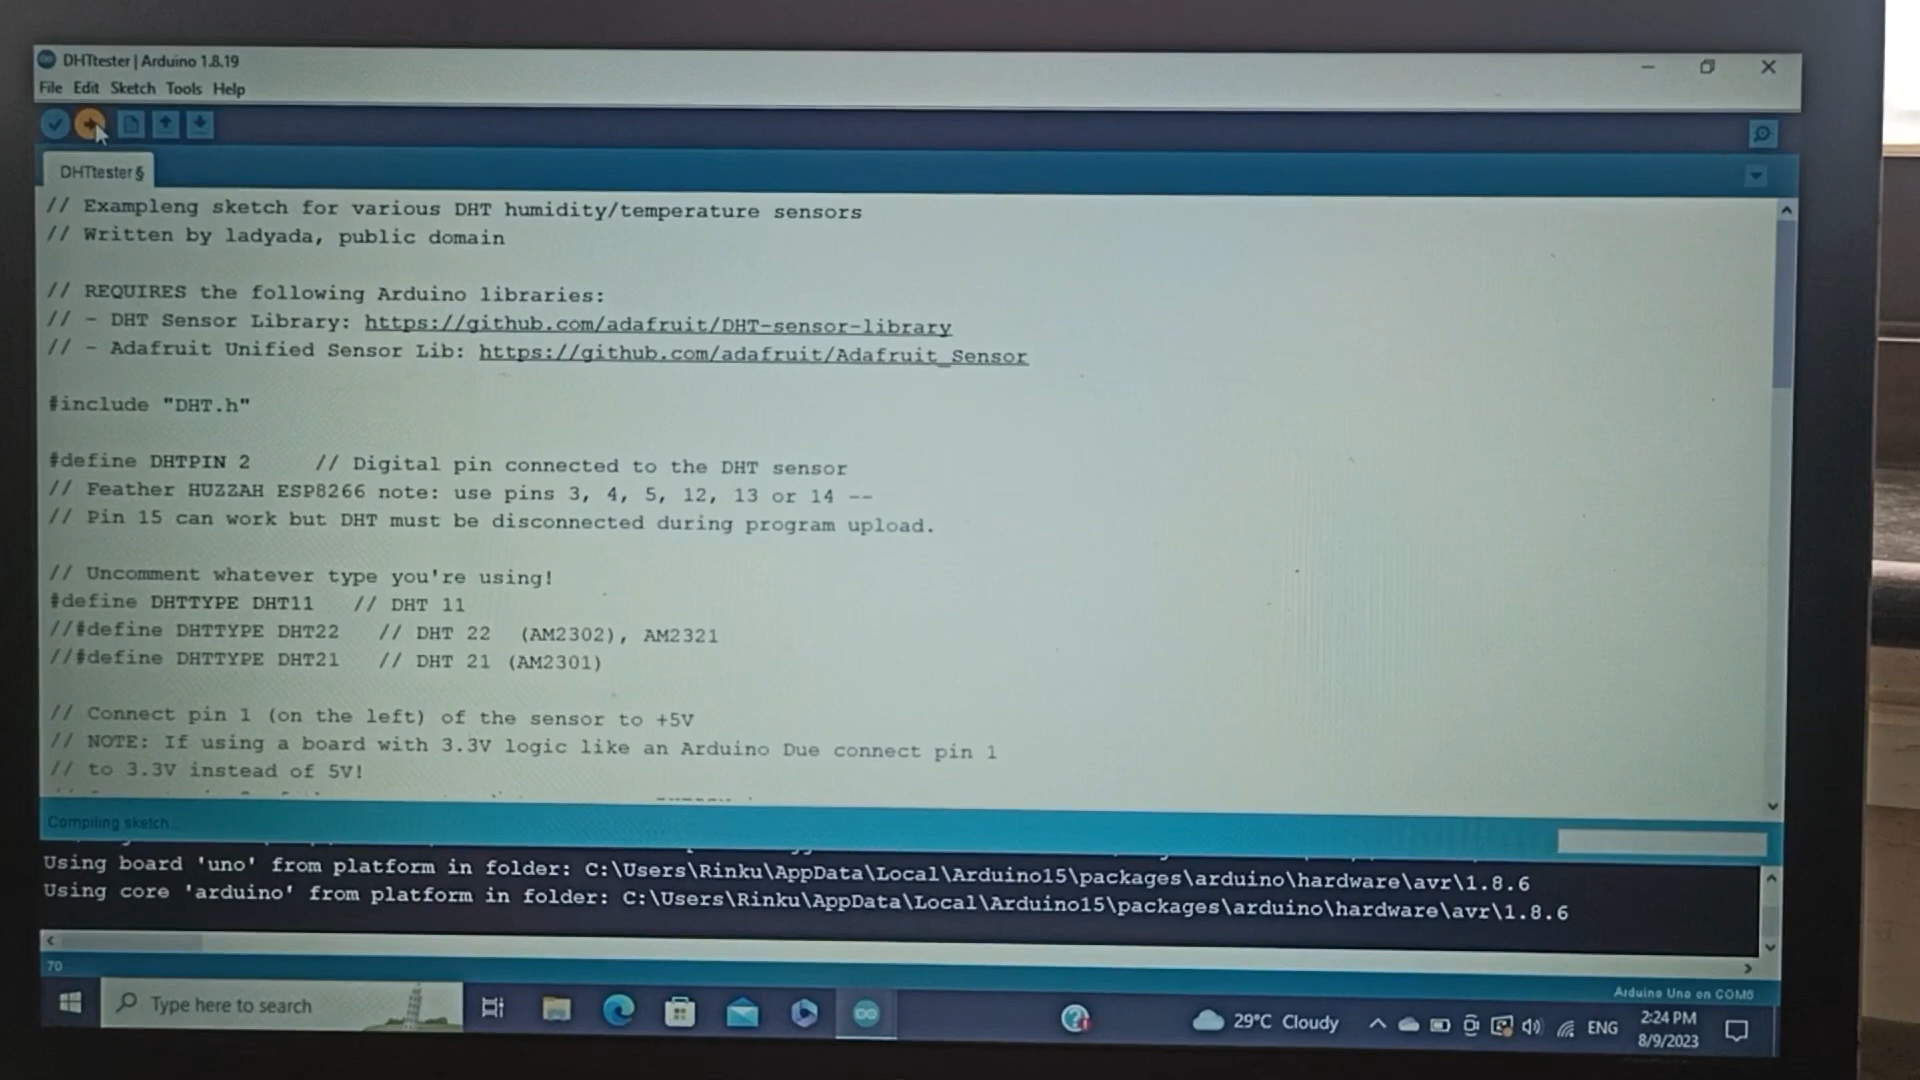 DHTtester | Arduino 1.8.19
File Edit Sketch Tools Help
DHTtester §
// Exampleng sketch for various DHT humidity/temperature sensors
// Written by ladyada, public domain
// REQUIRES the following Arduino libraries:
// - DHT Sensor Library: https://github.com/adafruit/DHT-sensor-library
// - Adafruit Unified Sensor Lib: https://github.com/adafruit/Adafruit_Sensor
#include "DHT.h"
#define DHTPIN 2     // Digital pin connected to the DHT sensor
// Feather HUZZAH ESP8266 note: use pins 3, 4, 5, 12, 13 or 14 --
// Pin 15 can work but DHT must be disconnected during program upload.
// Uncomment whatever type you're using!
#define DHTTYPE DHT11   // DHT 11
//#define DHTTYPE DHT22   // DHT 22  (AM2302), AM2321
//#define DHTTYPE DHT21   // DHT 21 (AM2301)
// Connect pin 1 (on the left) of the sensor to +5V
// NOTE: If using a board with 3.3V logic like an Arduino Due connect pin 1
// to 3.3V instead of 5V!
Compiling sketch...
Using board 'uno' from platform in folder: C:\Users\Rinku\AppData\Local\Arduino15\packages\arduino\hardware\avr\1.8.6
Using core 'arduino' from platform in folder: C:\Users\Rinku\AppData\Local\Arduino15\packages\arduino\hardware\avr\1.8.6
70
Arduino Uno on COM6
Type here to search
29°C Cloudy
ENG
2:24 PM
8/9/2023